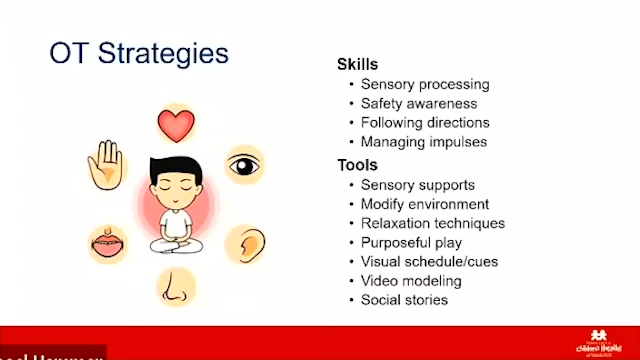 OT Strategies
Skills
• Sensory processing
• Safety awareness
• Following directions
• Managing impulses
Tools
• Sensory supports
• Modify environment
• Relaxation techniques
• Purposeful play
• Visual schedule/cues
• Video modeling
• Social stories